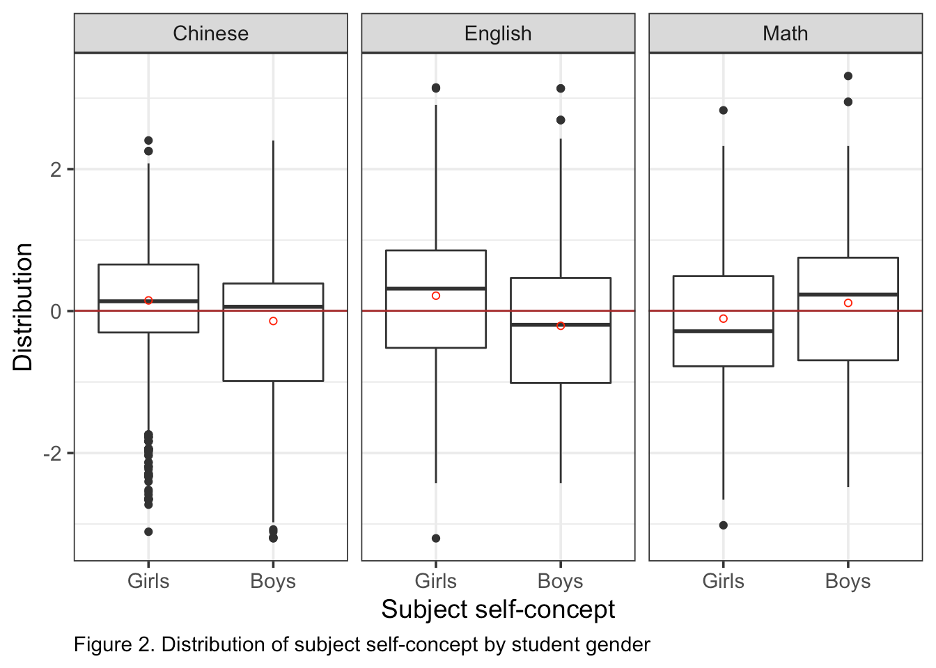 Chinese English Math
Distribution
2
0
-2
Girls Boys Girls Boys Girls Boys
Subject self-concept
Figure 2. Distribution of subject self-concept by student gender